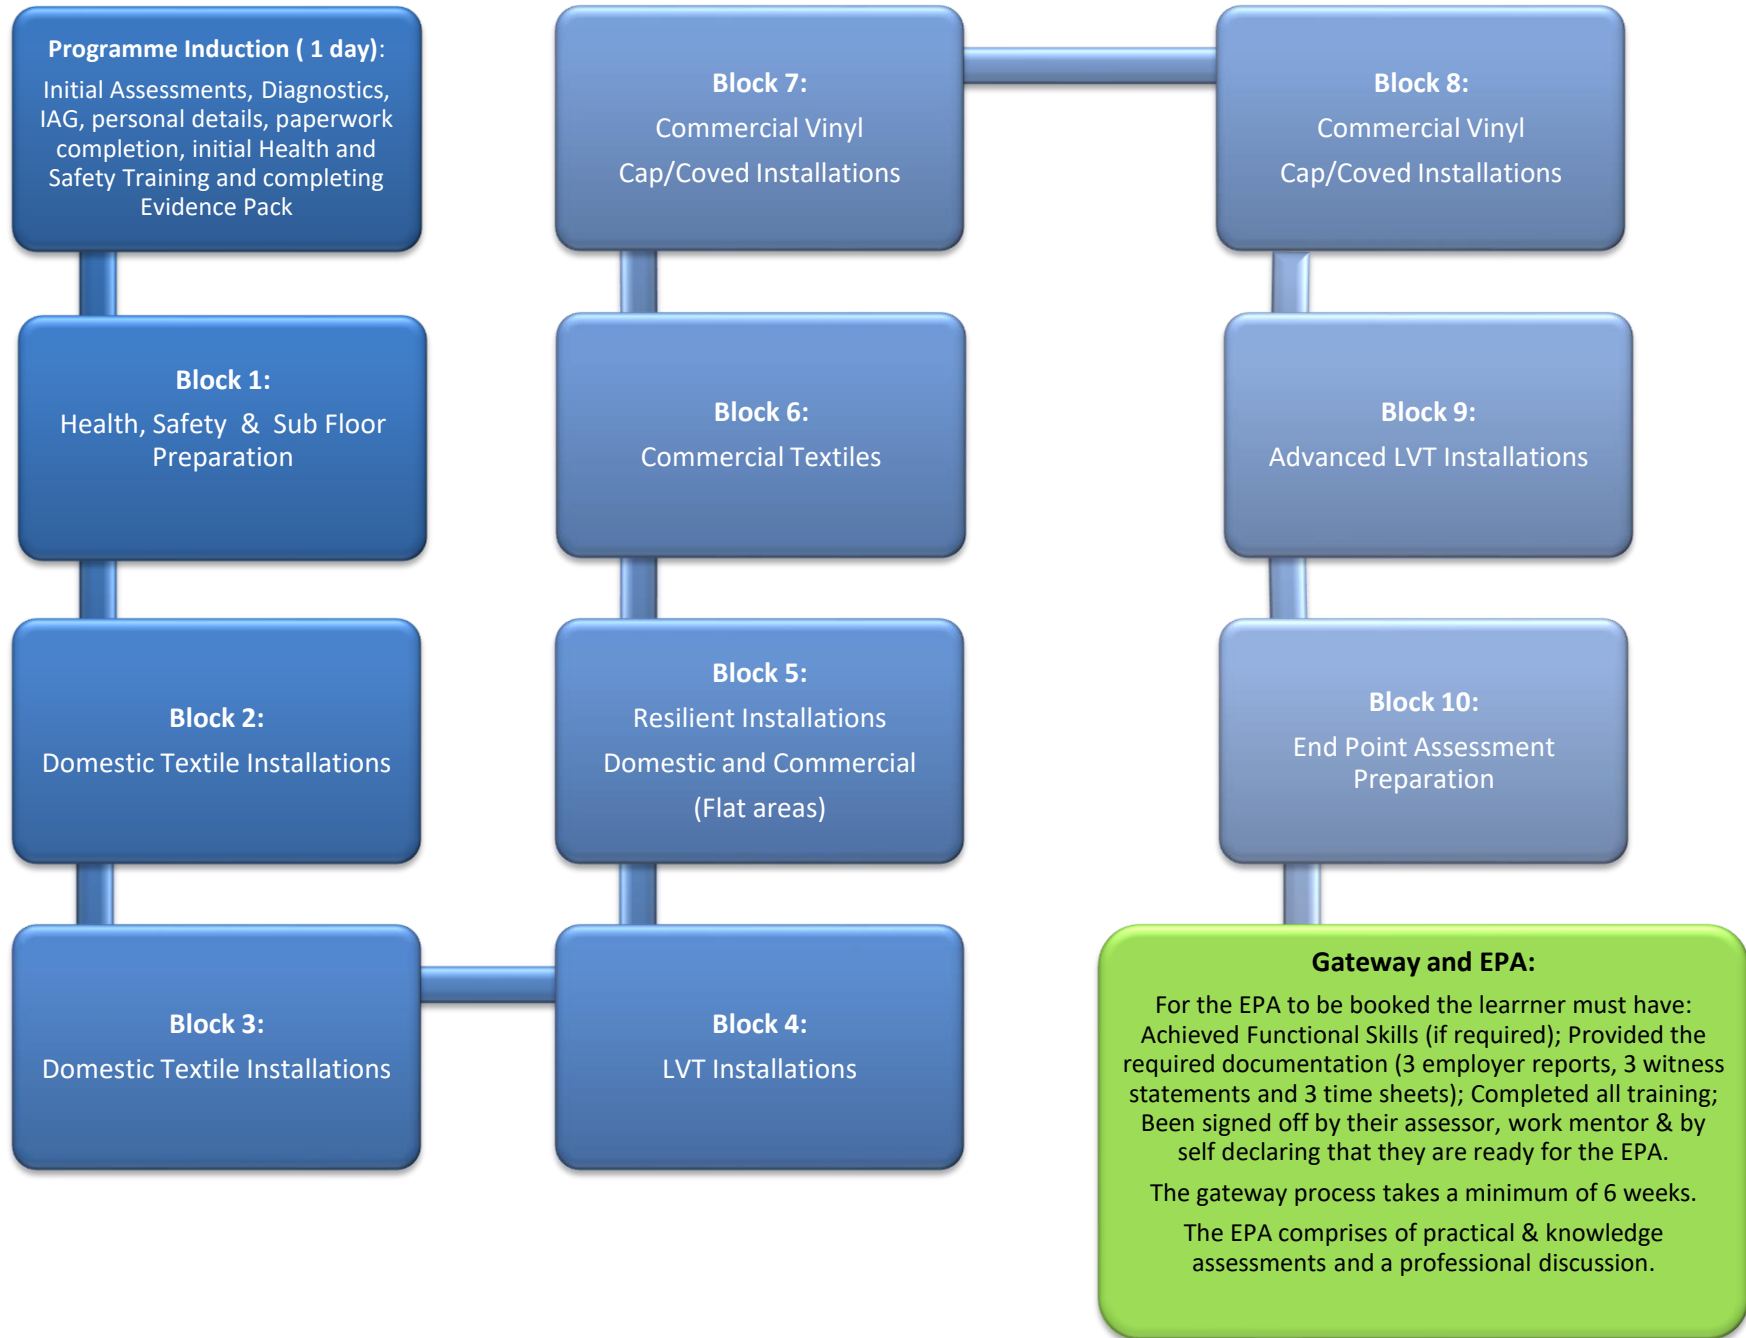 Programme Induction ( 1 day):
Initial Assessments, Diagnostics,
IAG, personal details, paperwork
completion, initial Health and
Safety Training and completing
Evidence Pack
Block 1:
Health, Safety & Sub Floor
Preparation
Block 2:
Domestic Textile Installations
Block 3:
Domestic Textile Installations
Block 4:
LVT Installations
Block 5:
Resilient Installations
Domestic and Commercial
(Flat areas)
Block 6:
Commercial Textiles
Block 7:
Commercial Vinyl
Cap/Coved Installations
Block 8:
Commercial Vinyl
Cap/Coved Installations
Block 9:
Advanced LVT Installations
Block 10:
End Point Assessment
Preparation
Gateway and EPA:
For the EPA to be booked the learrner must have:
Achieved Functional Skills (if required); Provided the
required documentation (3 employer reports, 3 witness
statements and 3 time sheets); Completed all training;
Been signed off by their assessor, work mentor & by
self declaring that they are ready for the EPA.
The gateway process takes a minimum of 6 weeks.
The EPA comprises of practical & knowledge
assessments and a professional discussion.